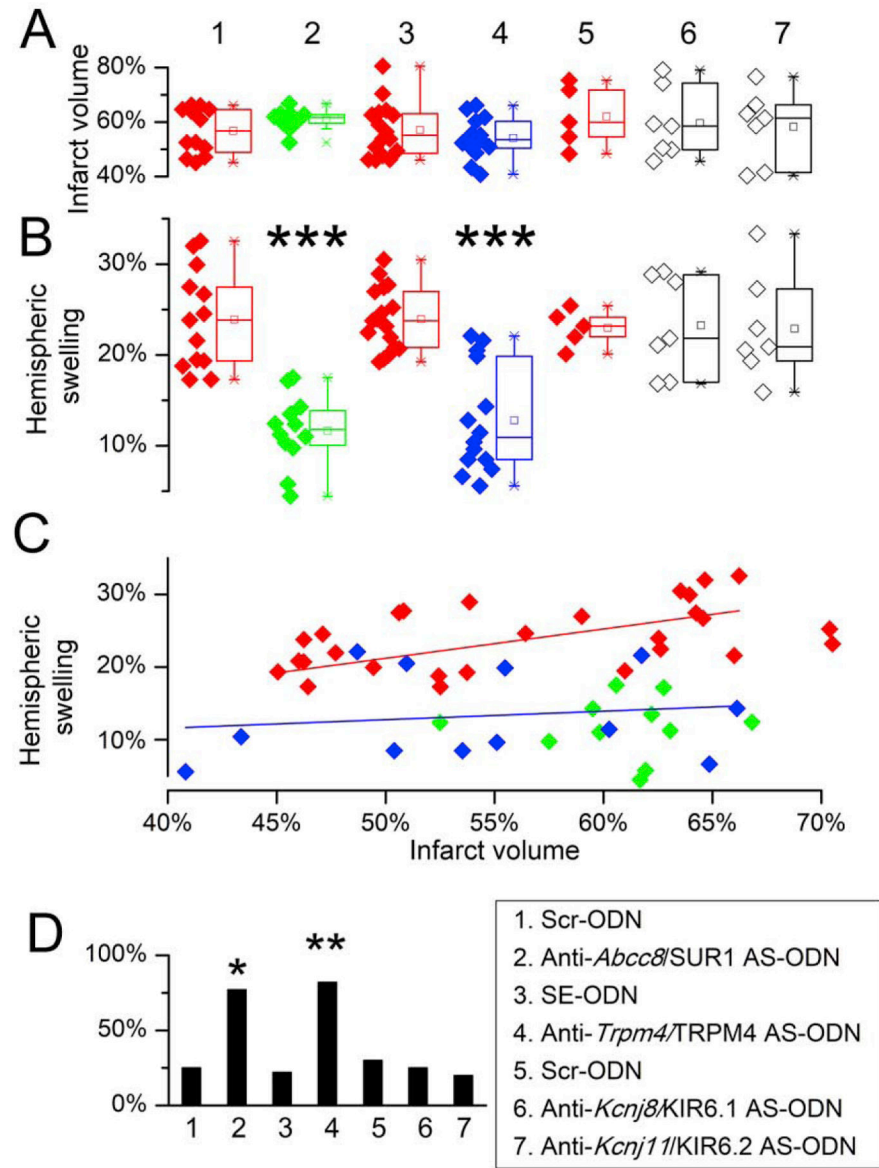 A 1 2 3 4 5 6 7
80%
60%
40%
Infarct volume
B *** ***
30%
20%
10%
Hemispheric
swelling
C
30%
20%
10%
Hemispheric
swelling
40% 45% 50% 55% 60% 65% 70%
Infarct volume
D
100%
50%
0%
* **
1 2 3 4 5 6 7
1. Scr-ODN
2. Anti-Abcc8/SUR1 AS-ODN
3. SE-ODN
4. Anti-Trpm4/TRPM4 AS-ODN
5. Scr-ODN
6. Anti-Kcnj8/KIR6.1 AS-ODN
7. Anti-Kcnj11/KIR6.2 AS-ODN